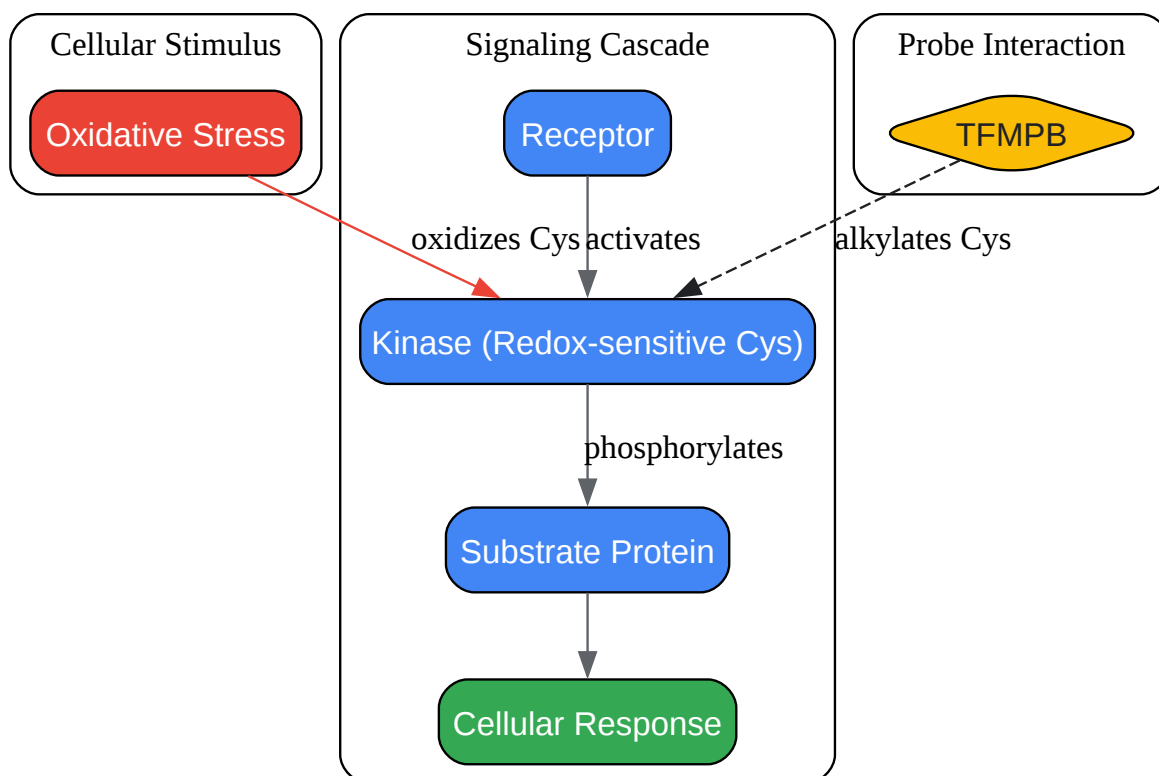 Cellular Stimulus
Signaling Cascade
Probe Interaction
Oxidative Stress
Receptor
TFMPB
oxidizes Cys
activates
alkylates Cys
Kinase (Redox-sensitive Cys)
phosphorylates
Substrate Protein
Cellular Response